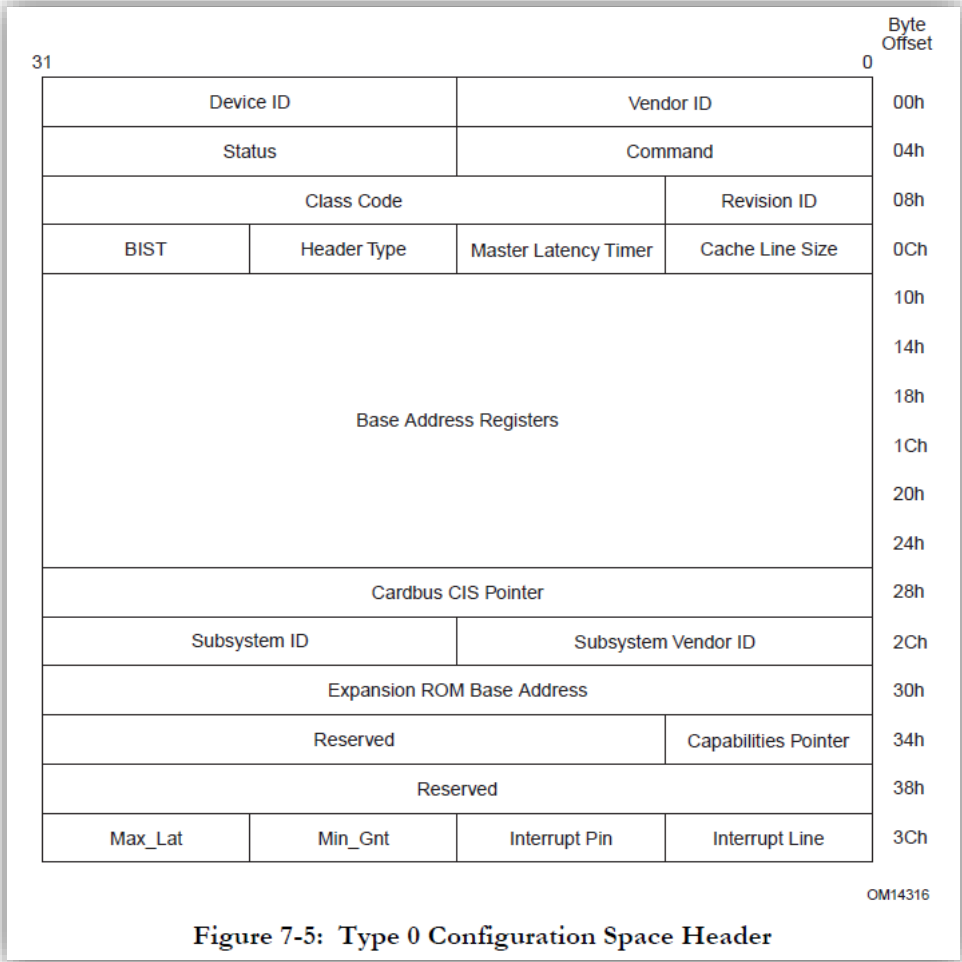 Byte
Offset
31 0
Device ID Vendor ID 00h
Status Command 04h
Class Code Revision ID 08h
BIST Header Type Master Latency Timer Cache Line Size 0Ch
10h
14h
18h
Base Address Registers
1Ch
20h
24h
Cardbus CIS Pointer 28h
Subsystem ID Subsystem Vendor ID 2Ch
Expansion ROM Base Address 30h
Reserved Capabilities Pointer 34h
Reserved 38h
Max_Lat Min_Gnt Interrupt Pin Interrupt Line 3Ch
OM14316
Figure 7-5: Type 0 Configuration Space Header